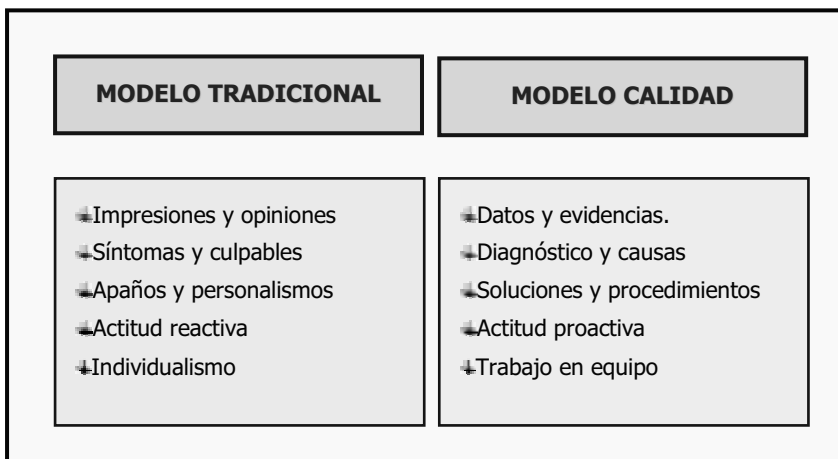 MODELO TRADICIONAL
MODELO CALIDAD
Impresiones y opiniones
Síntomas y culpables
Apaños y personalismos
Actitud reactiva
Individualismo
Datos y evidencias.
Diagnóstico y causas
Soluciones y procedimientos
Actitud proactiva
Trabajo en equipo